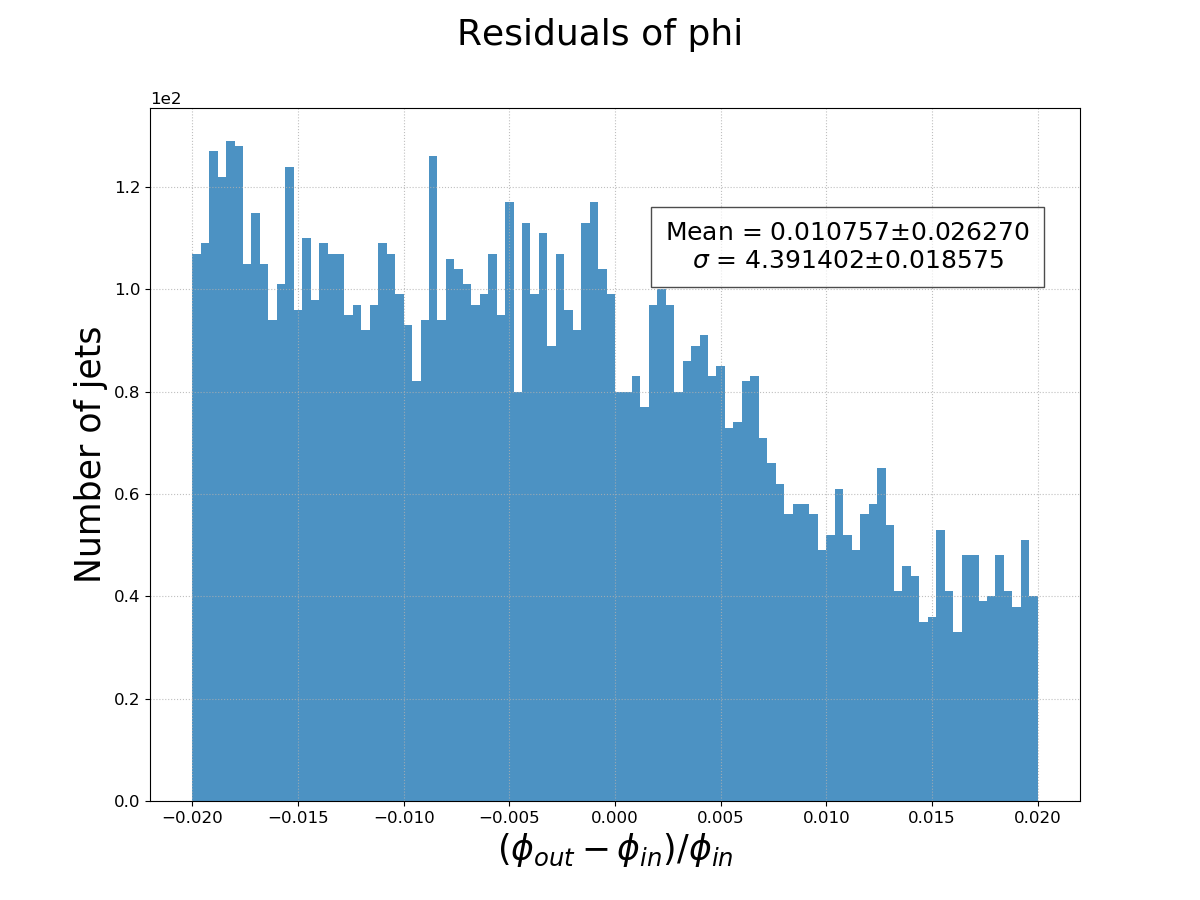 Residuals of phi
1e2
1.2
1.0
0.8
0.6
0.4
0.2
0.0
Number of jets
Mean = 0.010757±0.026270
σ = 4.391402±0.018575
−0.020 −0.015 −0.010 −0.005 0.000 0.005 0.010 0.015 0.020
(ϕout − ϕin)/ϕin